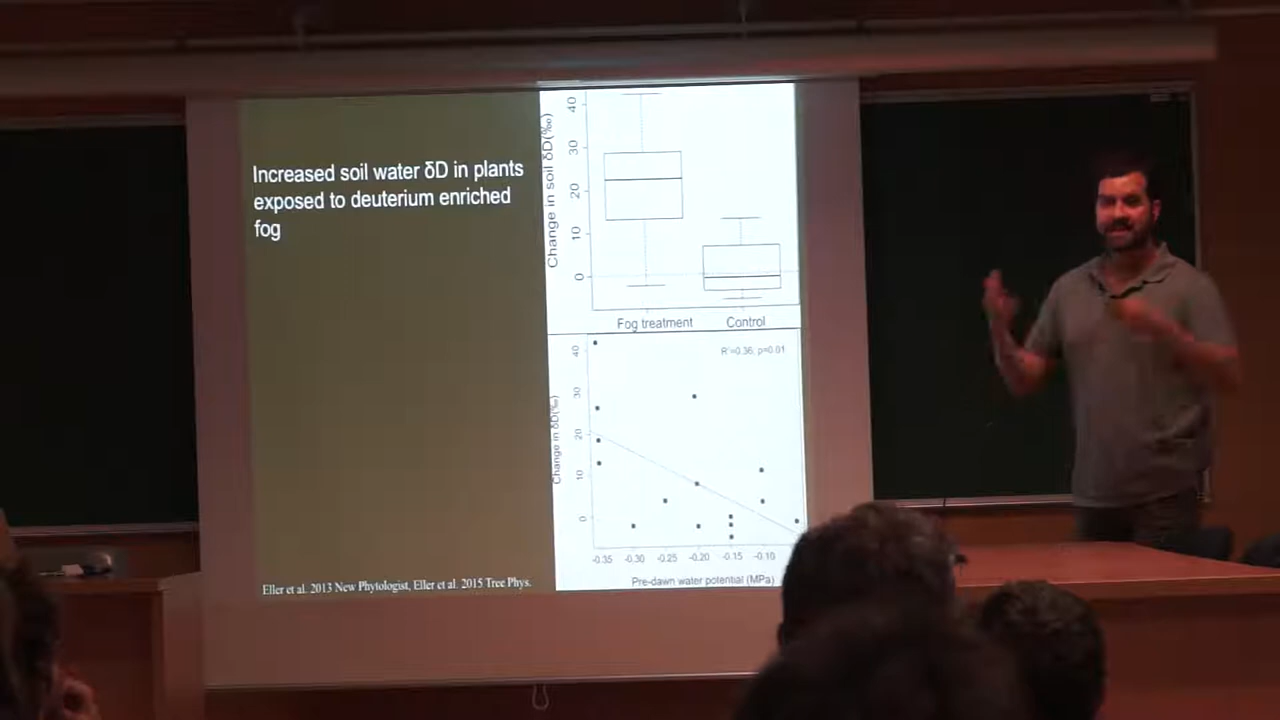 Increased soil water δD in plants
exposed to deuterium enriched
fog
Eller et al. 2013 New Phytologist, Eller et al. 2015 Tree Phys.
Change in soil δD(‰)
40
30
20
10
0
Fog treatment Control
R²=0.36, p=0.01
Change in δD(‰)
40
30
20
10
0
-0.35 -0.30 -0.25 -0.20 -0.15 -0.10
Pre-dawn water potential (MPa)